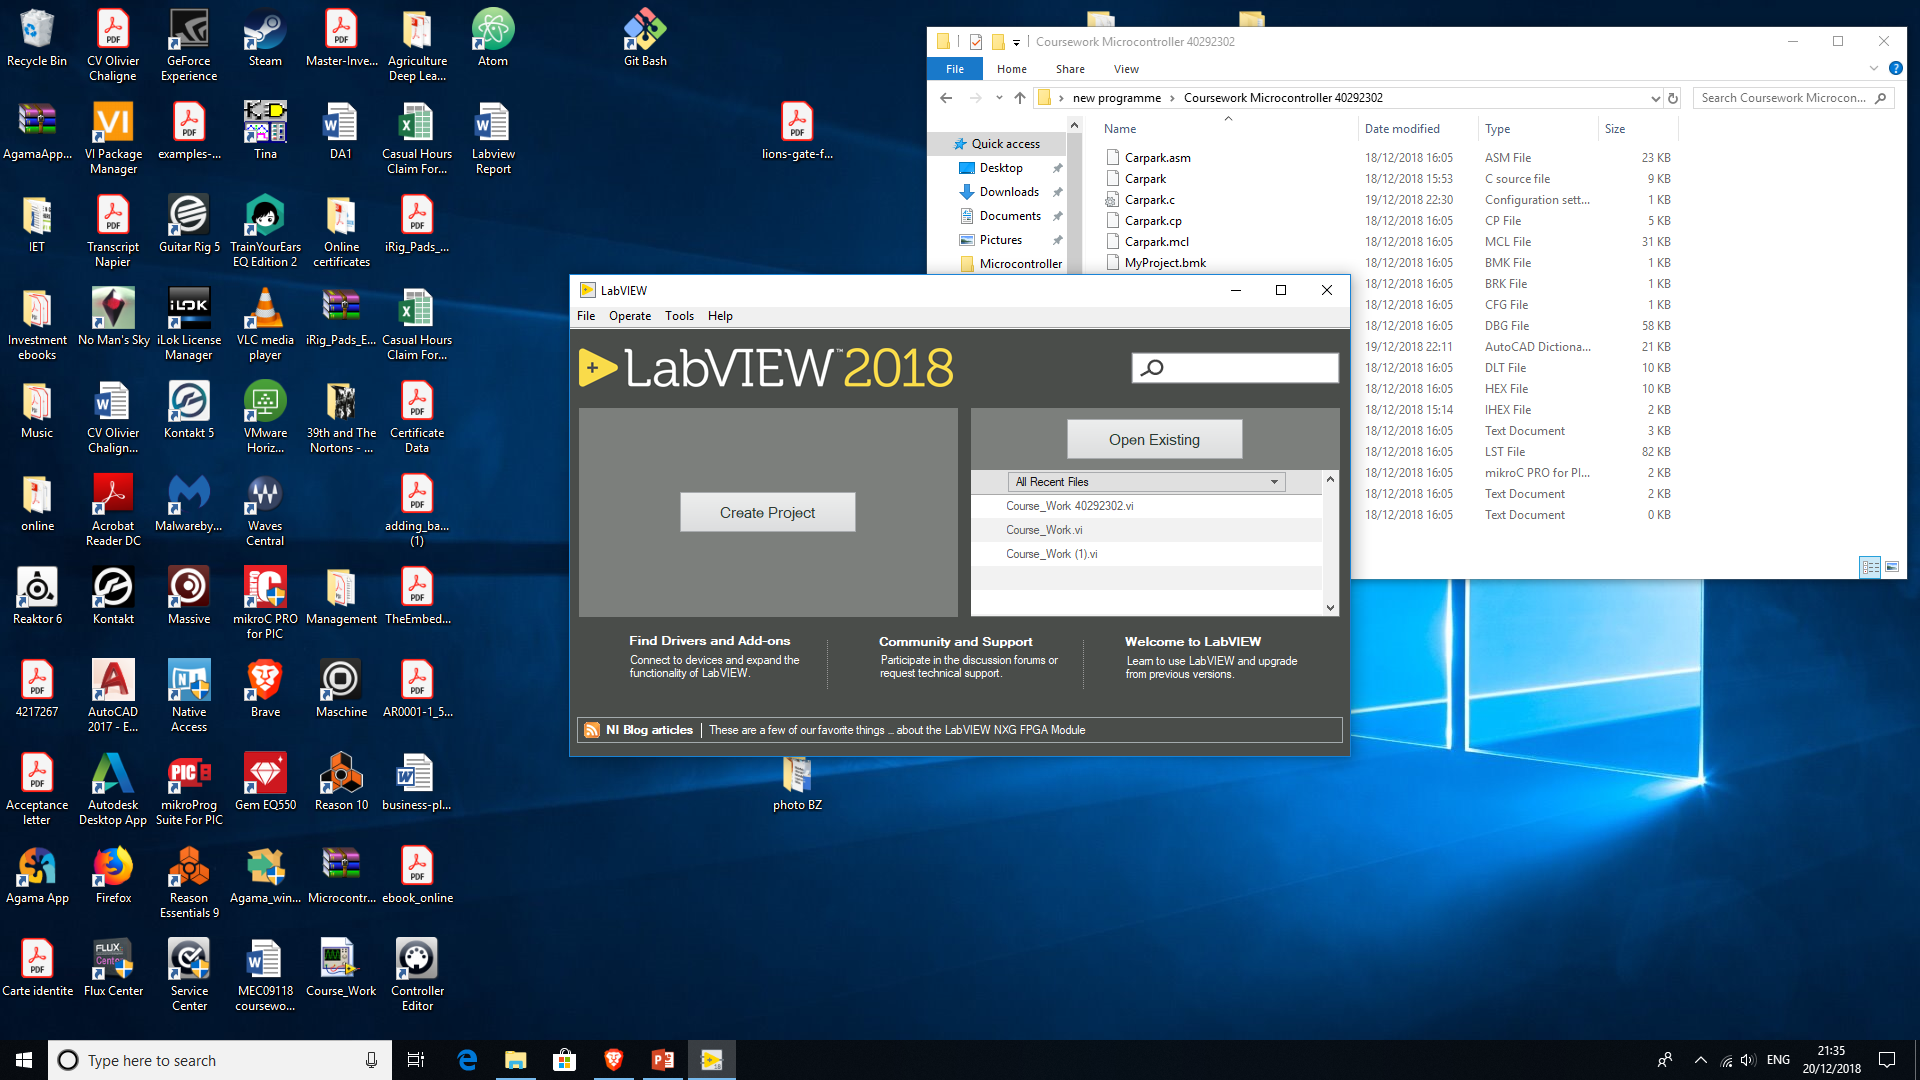 Recycle Bin
CV Olivier
Chaligne
GeForce
Experience
Steam
Master-Inve...
Agriculture
Deep Lea...
Atom
Git Bash
AgamaApp...
VI Package
Manager
examples-...
Tina
DA1
Casual Hours
Claim For...
Labview
Report
lions-gate-f...
IET
Transcript
Napier
Guitar Rig 5
TrainYourEars
EQ Edition 2
Online
certificates
iRig_Pads_...
Investment
ebooks
No Man's Sky
iLok License
Manager
VLC media
player
iRig_Pads_E...
Casual Hours
Claim For...
Music
CV Olivier
Chalign...
Kontakt 5
VMware
Horiz...
39th and The
Nortons - ...
Certificate
Data
online
Acrobat
Reader DC
Malwareby...
Waves
Central
adding_ba...
(1)
Reaktor 6
Kontakt
Massive
mikroC PRO
for PIC
Management
TheEmbed...
4217267
AutoCAD
2017 - E...
Native
Access
Brave
Maschine
AR0001-1_5...
Acceptance
letter
Autodesk
Desktop App
mikroProg
Suite For PIC
Gem EQ550
Reason 10
business-pl...
photo BZ
Agama App
Firefox
Reason
Essentials 9
Agama_win...
Microcontr...
ebook_online
Carte identite
Flux Center
Service
Center
MEC09118
coursewo...
Course_Work
Controller
Editor
Coursework Microcontroller 40292302
File Home Share View
new programme › Coursework Microcontroller 40292302
Search Coursework Microcon...
Quick access
Desktop
Downloads
Documents
Pictures
Microcontroller
Name Date modified Type Size
Carpark.asm 18/12/2018 16:05 ASM File 23 KB
Carpark 18/12/2018 15:53 C source file 9 KB
Carpark.c 19/12/2018 22:30 Configuration sett... 1 KB
Carpark.cp 18/12/2018 16:05 CP File 5 KB
Carpark.mcl 18/12/2018 16:05 MCL File 31 KB
MyProject.bmk 18/12/2018 16:05 BMK File 1 KB
18/12/2018 16:05 BRK File 1 KB
18/12/2018 16:05 CFG File 1 KB
18/12/2018 16:05 DBG File 58 KB
19/12/2018 22:11 AutoCAD Dictiona... 21 KB
18/12/2018 16:05 DLT File 10 KB
18/12/2018 16:05 HEX File 10 KB
18/12/2018 15:14 IHEX File 2 KB
18/12/2018 16:05 Text Document 3 KB
18/12/2018 16:05 LST File 82 KB
18/12/2018 16:05 mikroC PRO for PI... 2 KB
18/12/2018 16:05 Text Document 2 KB
18/12/2018 16:05 Text Document 0 KB
LabVIEW
File Operate Tools Help
LabVIEW™ 2018
Create Project
Open Existing
All Recent Files
Course_Work 40292302.vi
Course_Work.vi
Course_Work (1).vi
Find Drivers and Add-ons
Connect to devices and expand the
functionality of LabVIEW.
Community and Support
Participate in the discussion forums or
request technical support.
Welcome to LabVIEW
Learn to use LabVIEW and upgrade
from previous versions.
NI Blog articles | These are a few of our favorite things ... about the LabVIEW NXG FPGA Module
Type here to search
ENG
21:35
20/12/2018